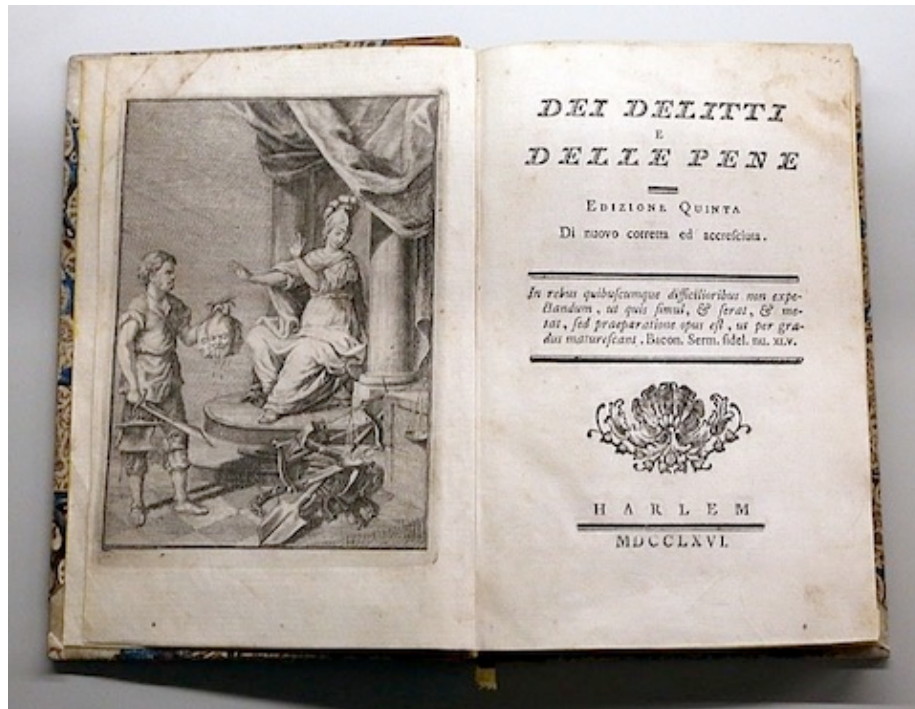 DEI DELITTI
E
DELLE PENE
EDIZIONE QUINTA
Di nuovo corretta ed accreſciuta.
In rebus quibuſcumque difficilioribus non expe-
ctandum, ut quis ſimul, & ſerat, & me-
tat, ſed praeparatione opus eſt, ut per gra-
dus matureſcant. BACON. Serm. fidel. nu. XLV.
HARLEM
MDCCLXVI.